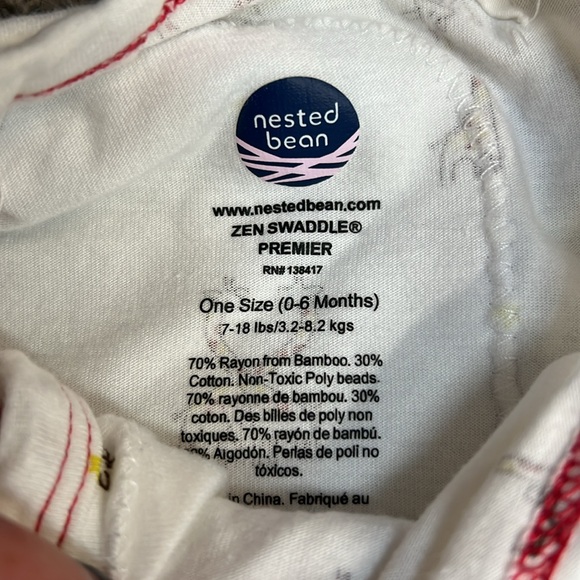 nested
bean
www.nestedbean.com
ZEN SWADDLE®
PREMIER
RN# 138417
One Size (0-6 Months)
7-18 lbs/3.2-8.2 kgs
70% Rayon from Bamboo. 30%
Cotton. Non-Toxic Poly beads.
70% rayonne de bambou. 30%
coton. Des billes de poly non
toxiques. 70% rayón de bambú.
% Algodón. Perlas de poli no
tóxicos.
in China. Fabriqué au